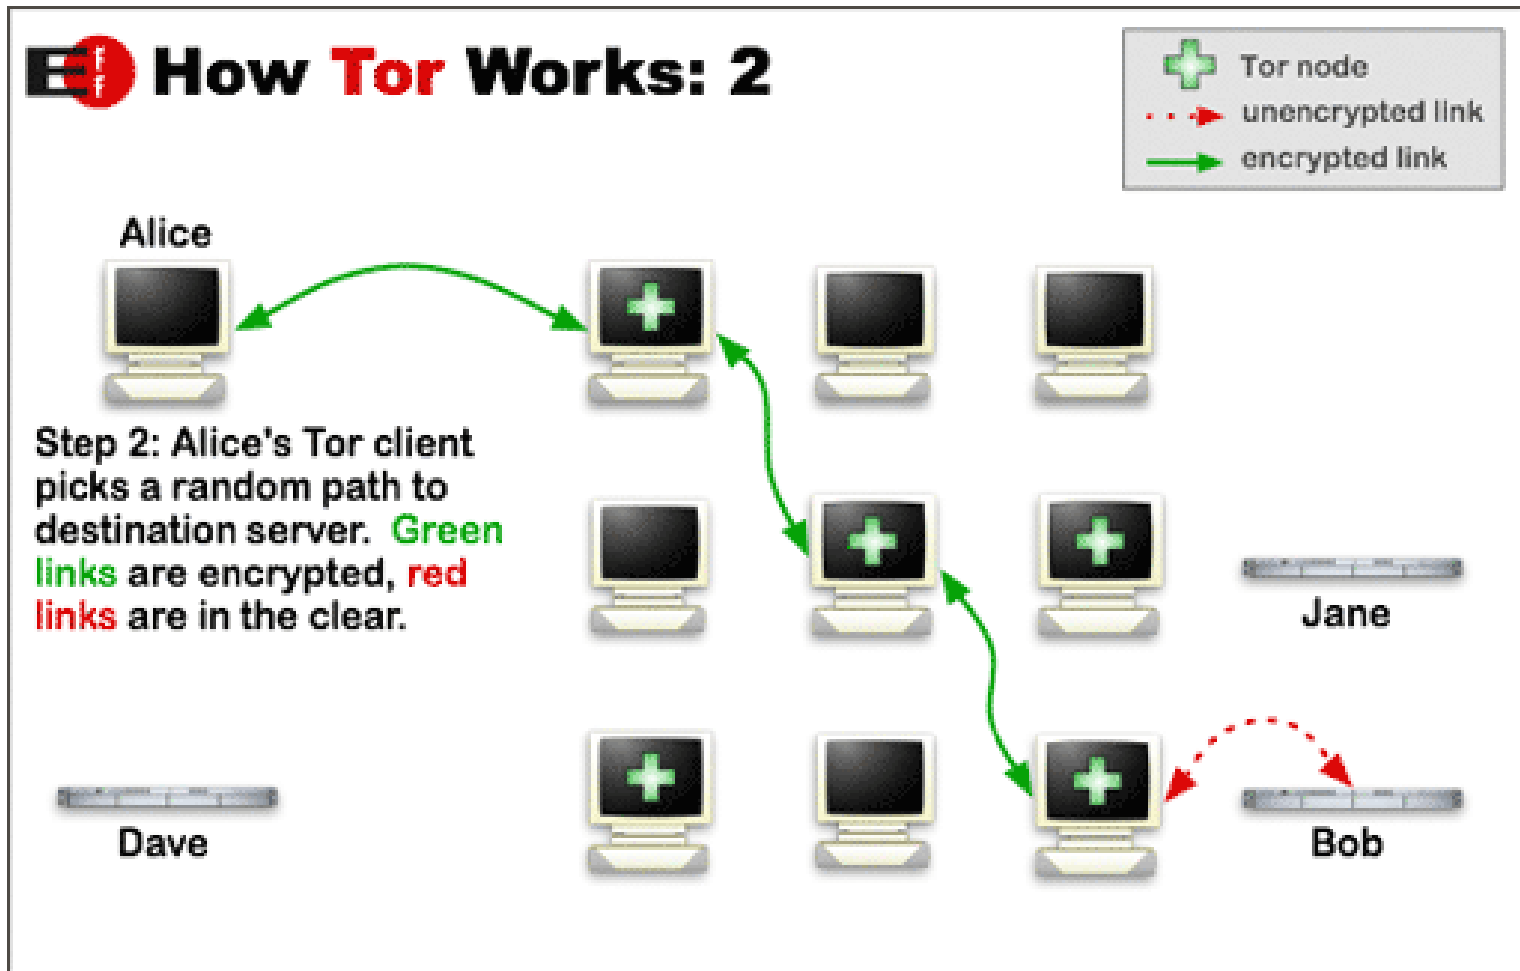 EFF How Tor Works: 2
Tor node
unencrypted link
encrypted link
Alice
Step 2: Alice's Tor client
picks a random path to
destination server. Green
links are encrypted, red
links are in the clear.
Jane
Dave
Bob